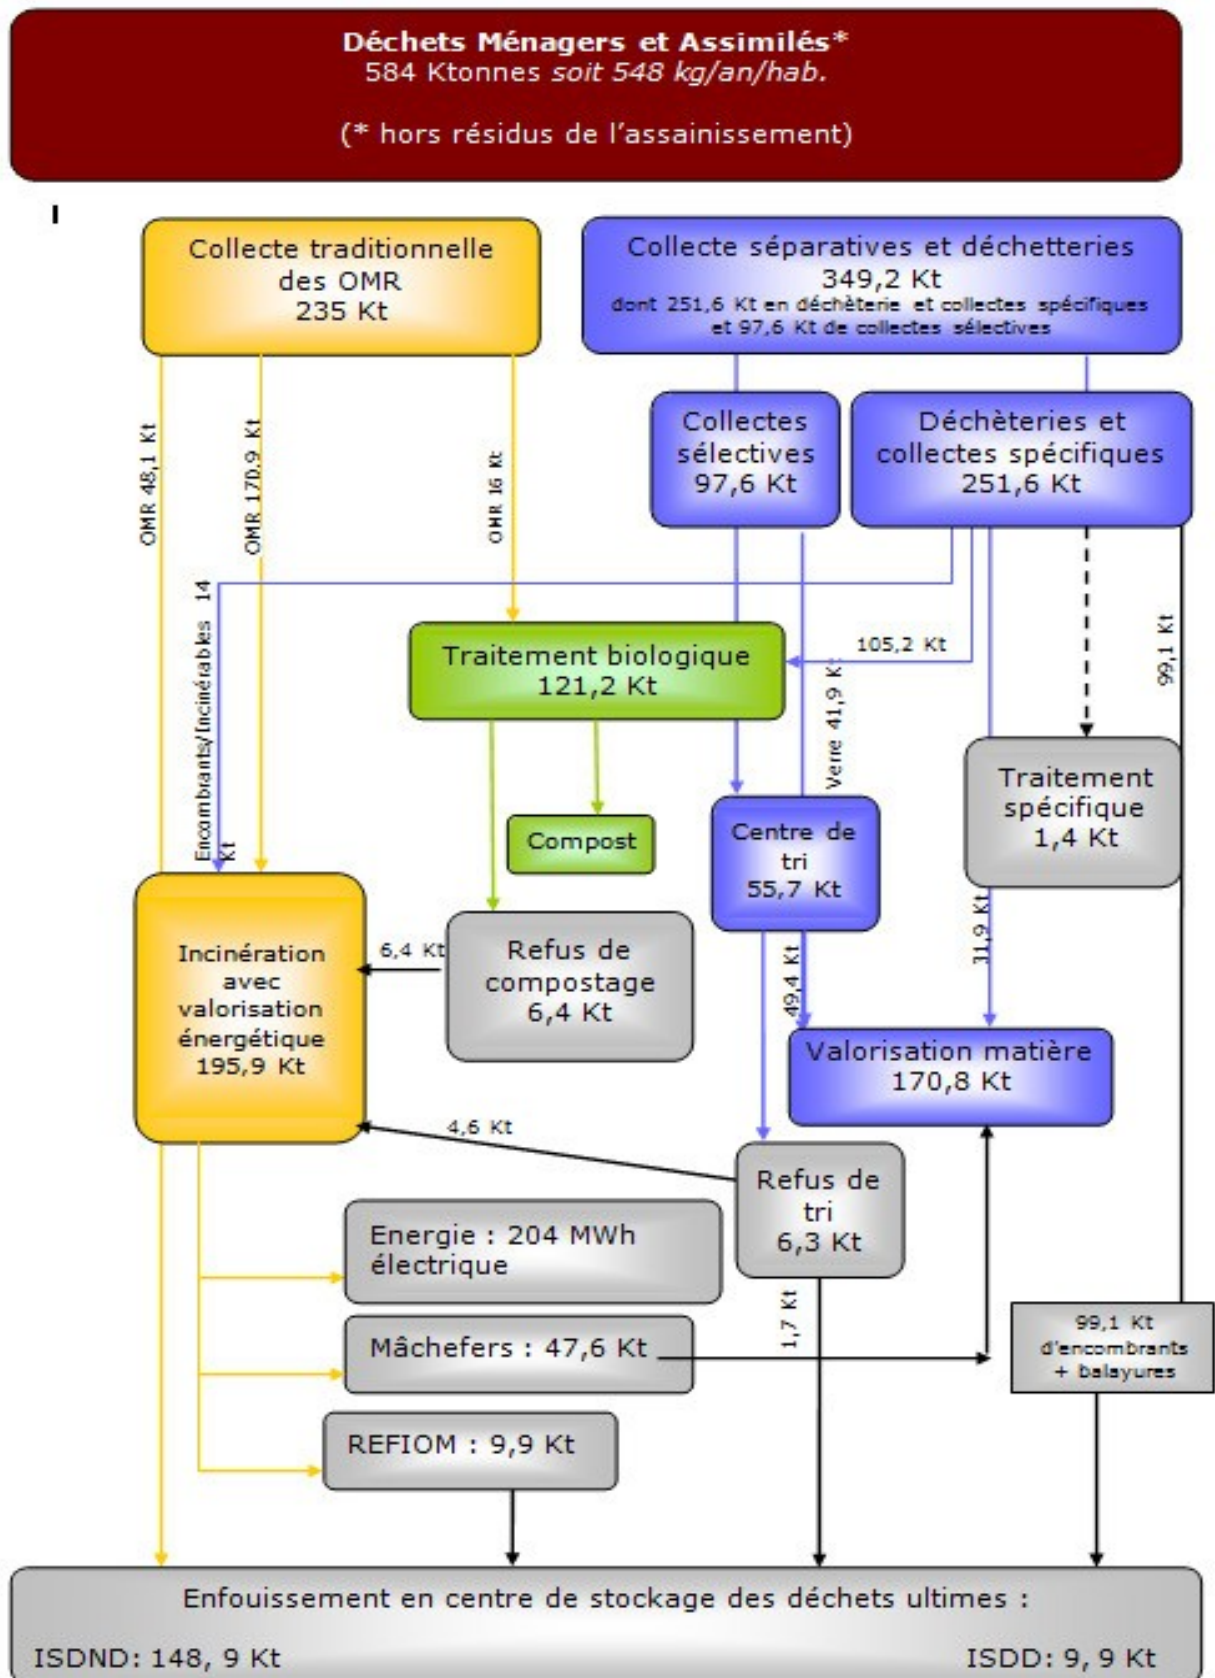 Déchets Ménagers et Assimilés*
584 Ktonnes soit 548 kg/an/hab.
(* hors résidus de l'assainissement)
I
Collecte traditionnelle
des OMR
235 Kt
Collecte séparatives et déchetteries
349,2 Kt
dont 251,6 Kt en déchèterie et collectes spécifiques
et 97,6 Kt de collectes sélectives
Collectes
sélectives
97,6 Kt
Déchèteries et
collectes spécifiques
251,6 Kt
OMR 48,1 Kt
OMR 170,9 Kt
OMR 16 Kt
Encombrants/Incinérables 14
Kt
Traitement biologique
121,2 Kt
105,2 Kt
Verre 41,9 Kt
99,1 Kt
Traitement
spécifique
1,4 Kt
Compost
Centre de
tri
55,7 Kt
Incinération
avec
valorisation
énergétique
195,9 Kt
6,4 Kt
Refus de
compostage
6,4 Kt
49,4 Kt
31,9 Kt
Valorisation matière
170,8 Kt
4,6 Kt
Refus de
tri
6,3 Kt
Energie : 204 MWh
électrique
1,7 Kt
Mâchefers : 47,6 Kt
99,1 Kt
d'encombrants
+ balayures
REFIOM : 9,9 Kt
Enfouissement en centre de stockage des déchets ultimes :
ISDND: 148, 9 Kt
ISDD: 9, 9 Kt